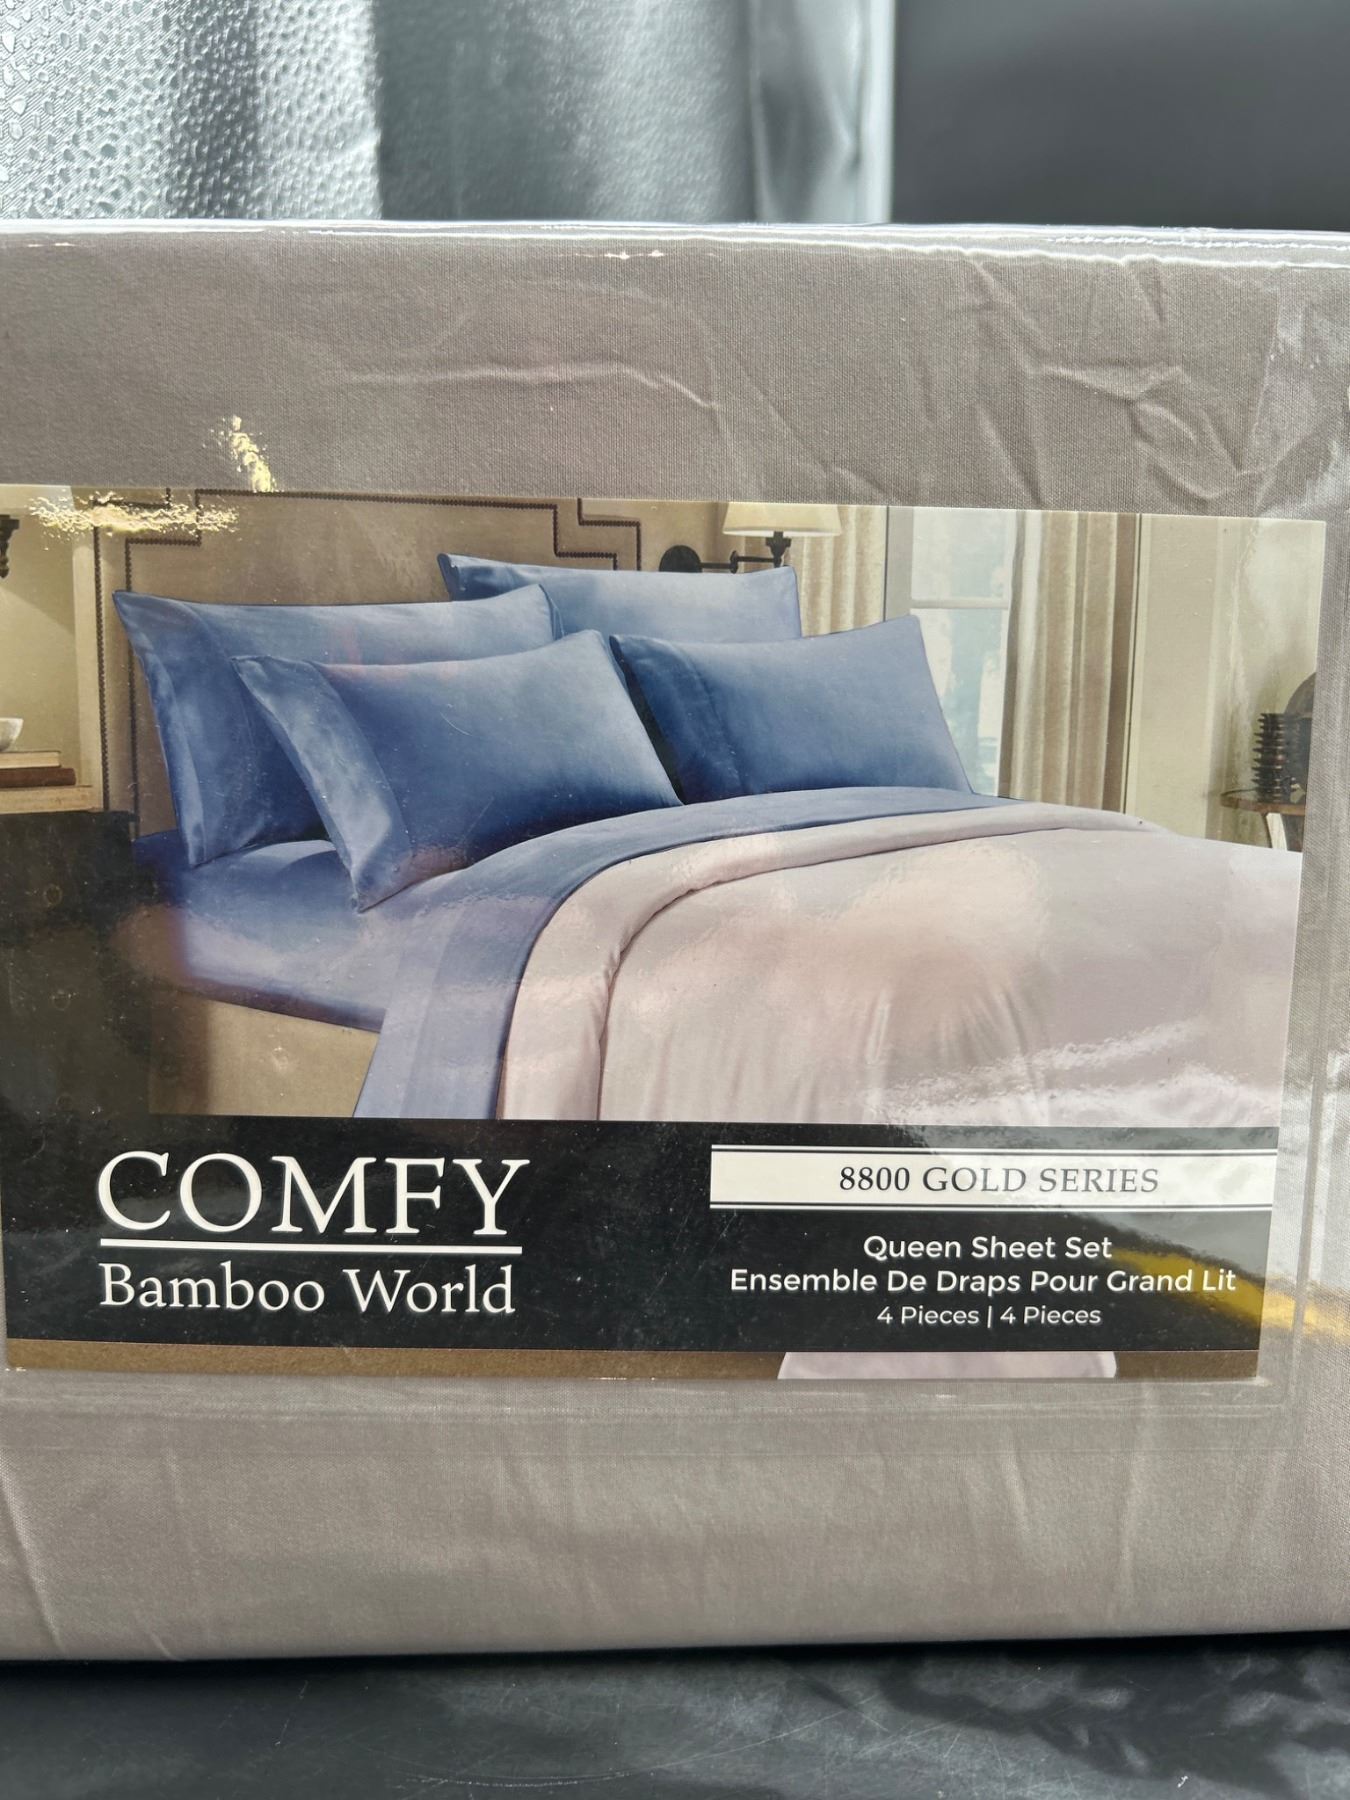 COMFY
Bamboo World
8800 GOLD SERIES
Queen Sheet Set
Ensemble De Draps Pour Grand Lit
4 Pieces | 4 Pieces